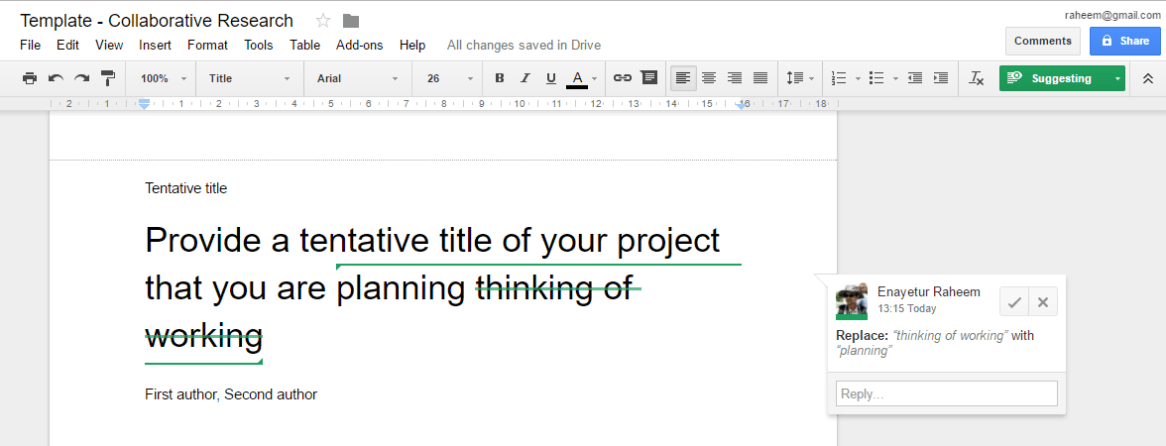 Template - Collaborative Research
raheem@gmail.com
File Edit View Insert Format Tools Table Add-ons Help All changes saved in Drive
Comments Share
100% Title Arial 26 B I U A Suggesting
2 1 1 2 3 4 5 6 7 8 9 10 11 12 13 14 15 16 17 18
Tentative title
Provide a tentative title of your project
that you are planning thinking of
working
First author, Second author
Enayetur Raheem
13:15 Today
Replace: “thinking of working” with
“planning”
Reply...